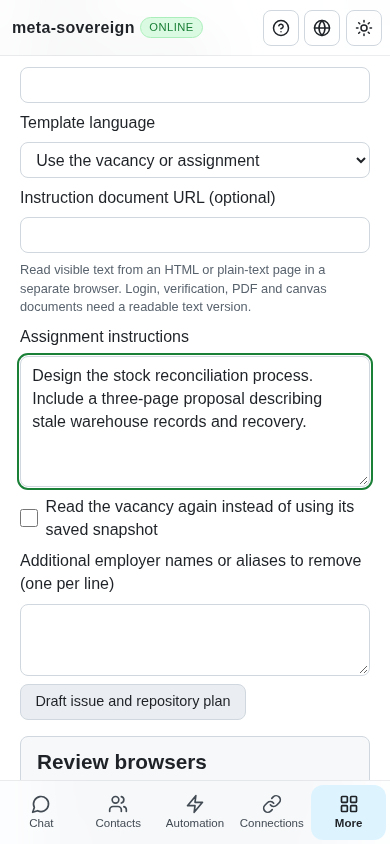 meta-sovereign ONLINE
Template language
Use the vacancy or assignment
Instruction document URL (optional)
Read visible text from an HTML or plain-text page in a
separate browser. Login, verification, PDF and canvas
documents need a readable text version.
Assignment instructions
Design the stock reconciliation process.
Include a three-page proposal describing
stale warehouse records and recovery.
Read the vacancy again instead of using its
saved snapshot
Additional employer names or aliases to remove
(one per line)
Draft issue and repository plan
Review browsers
Chat Contacts Automation Connections More